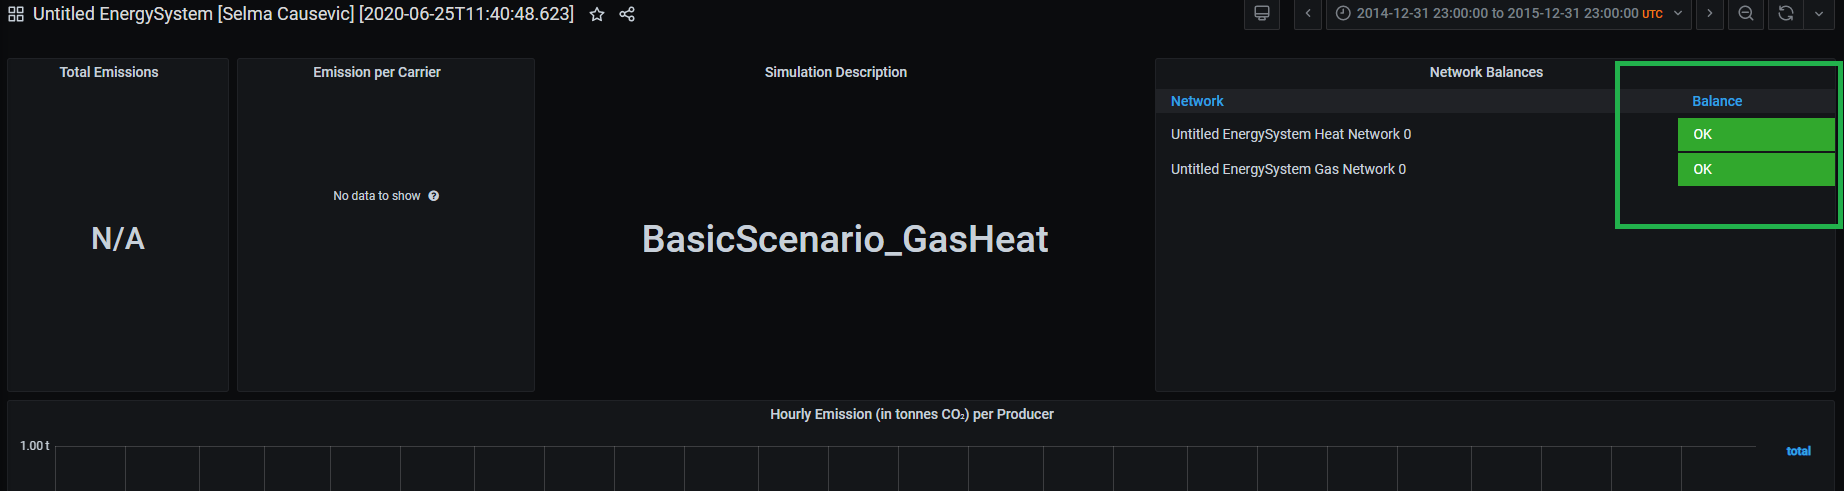 Untitled EnergySystem [Selma Causevic] [2020-06-25T11:40:48.623]
2014-12-31 23:00:00 to 2015-12-31 23:00:00 UTC
Total Emissions
N/A
Emission per Carrier
No data to show
Simulation Description
BasicScenario_GasHeat
Network Balances
Network Balance
Untitled EnergySystem Heat Network 0 OK
Untitled EnergySystem Gas Network 0 OK
Hourly Emission (in tonnes CO₂) per Producer
1.00 t
total